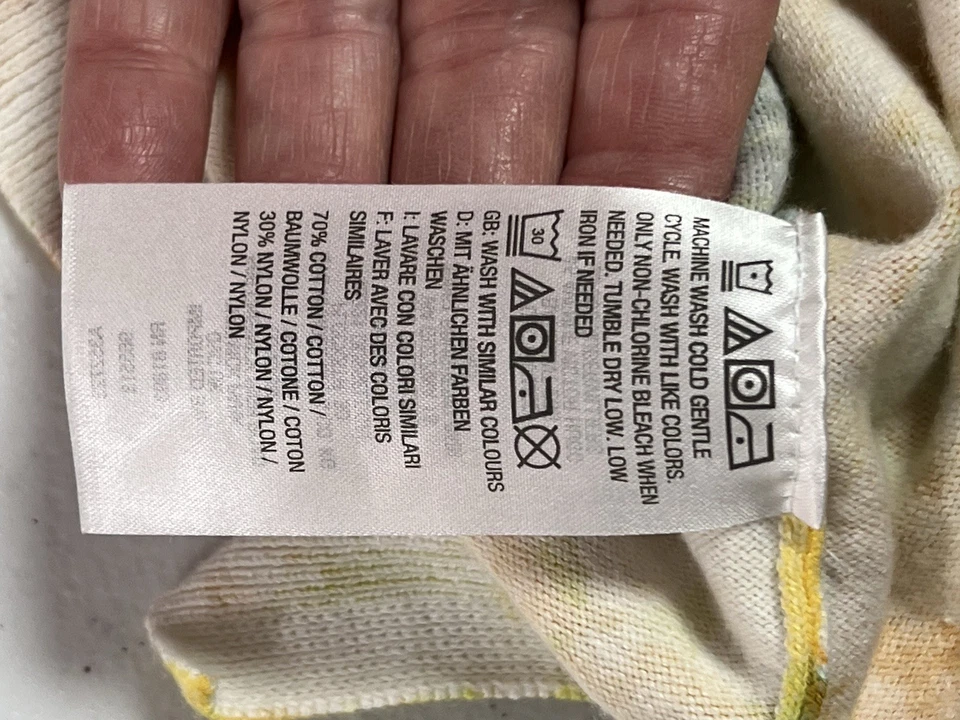 MACHINE WASH COLD GENTLE
CYCLE. WASH WITH LIKE COLORS.
ONLY NON-CHLORINE BLEACH WHEN
NEEDED. TUMBLE DRY LOW. LOW
IRON IF NEEDED
30
GB: WASH WITH SIMILAR COLOURS
D: MIT ÄHNLICHEN FARBEN
WASCHEN
I: LAVARE CON COLORI SIMILARI
F: LAVER AVEC DES COLORIS
SIMILAIRES
70% COTTON / COTTON /
BAUMWOLLE / COTONE / COTON
30% NYLON / NYLON / NYLON /
NYLON / NYLON